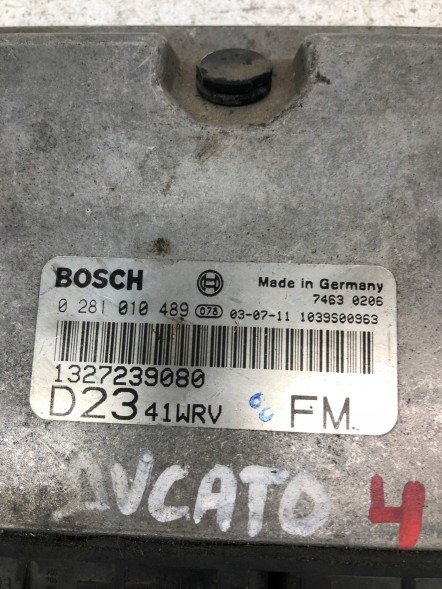 BOSCH Made in Germany
7463 0206
0 281 010 489 078 03-07-11 1039S00963
1327239080
D23 41WRV FM
DUCATO 4